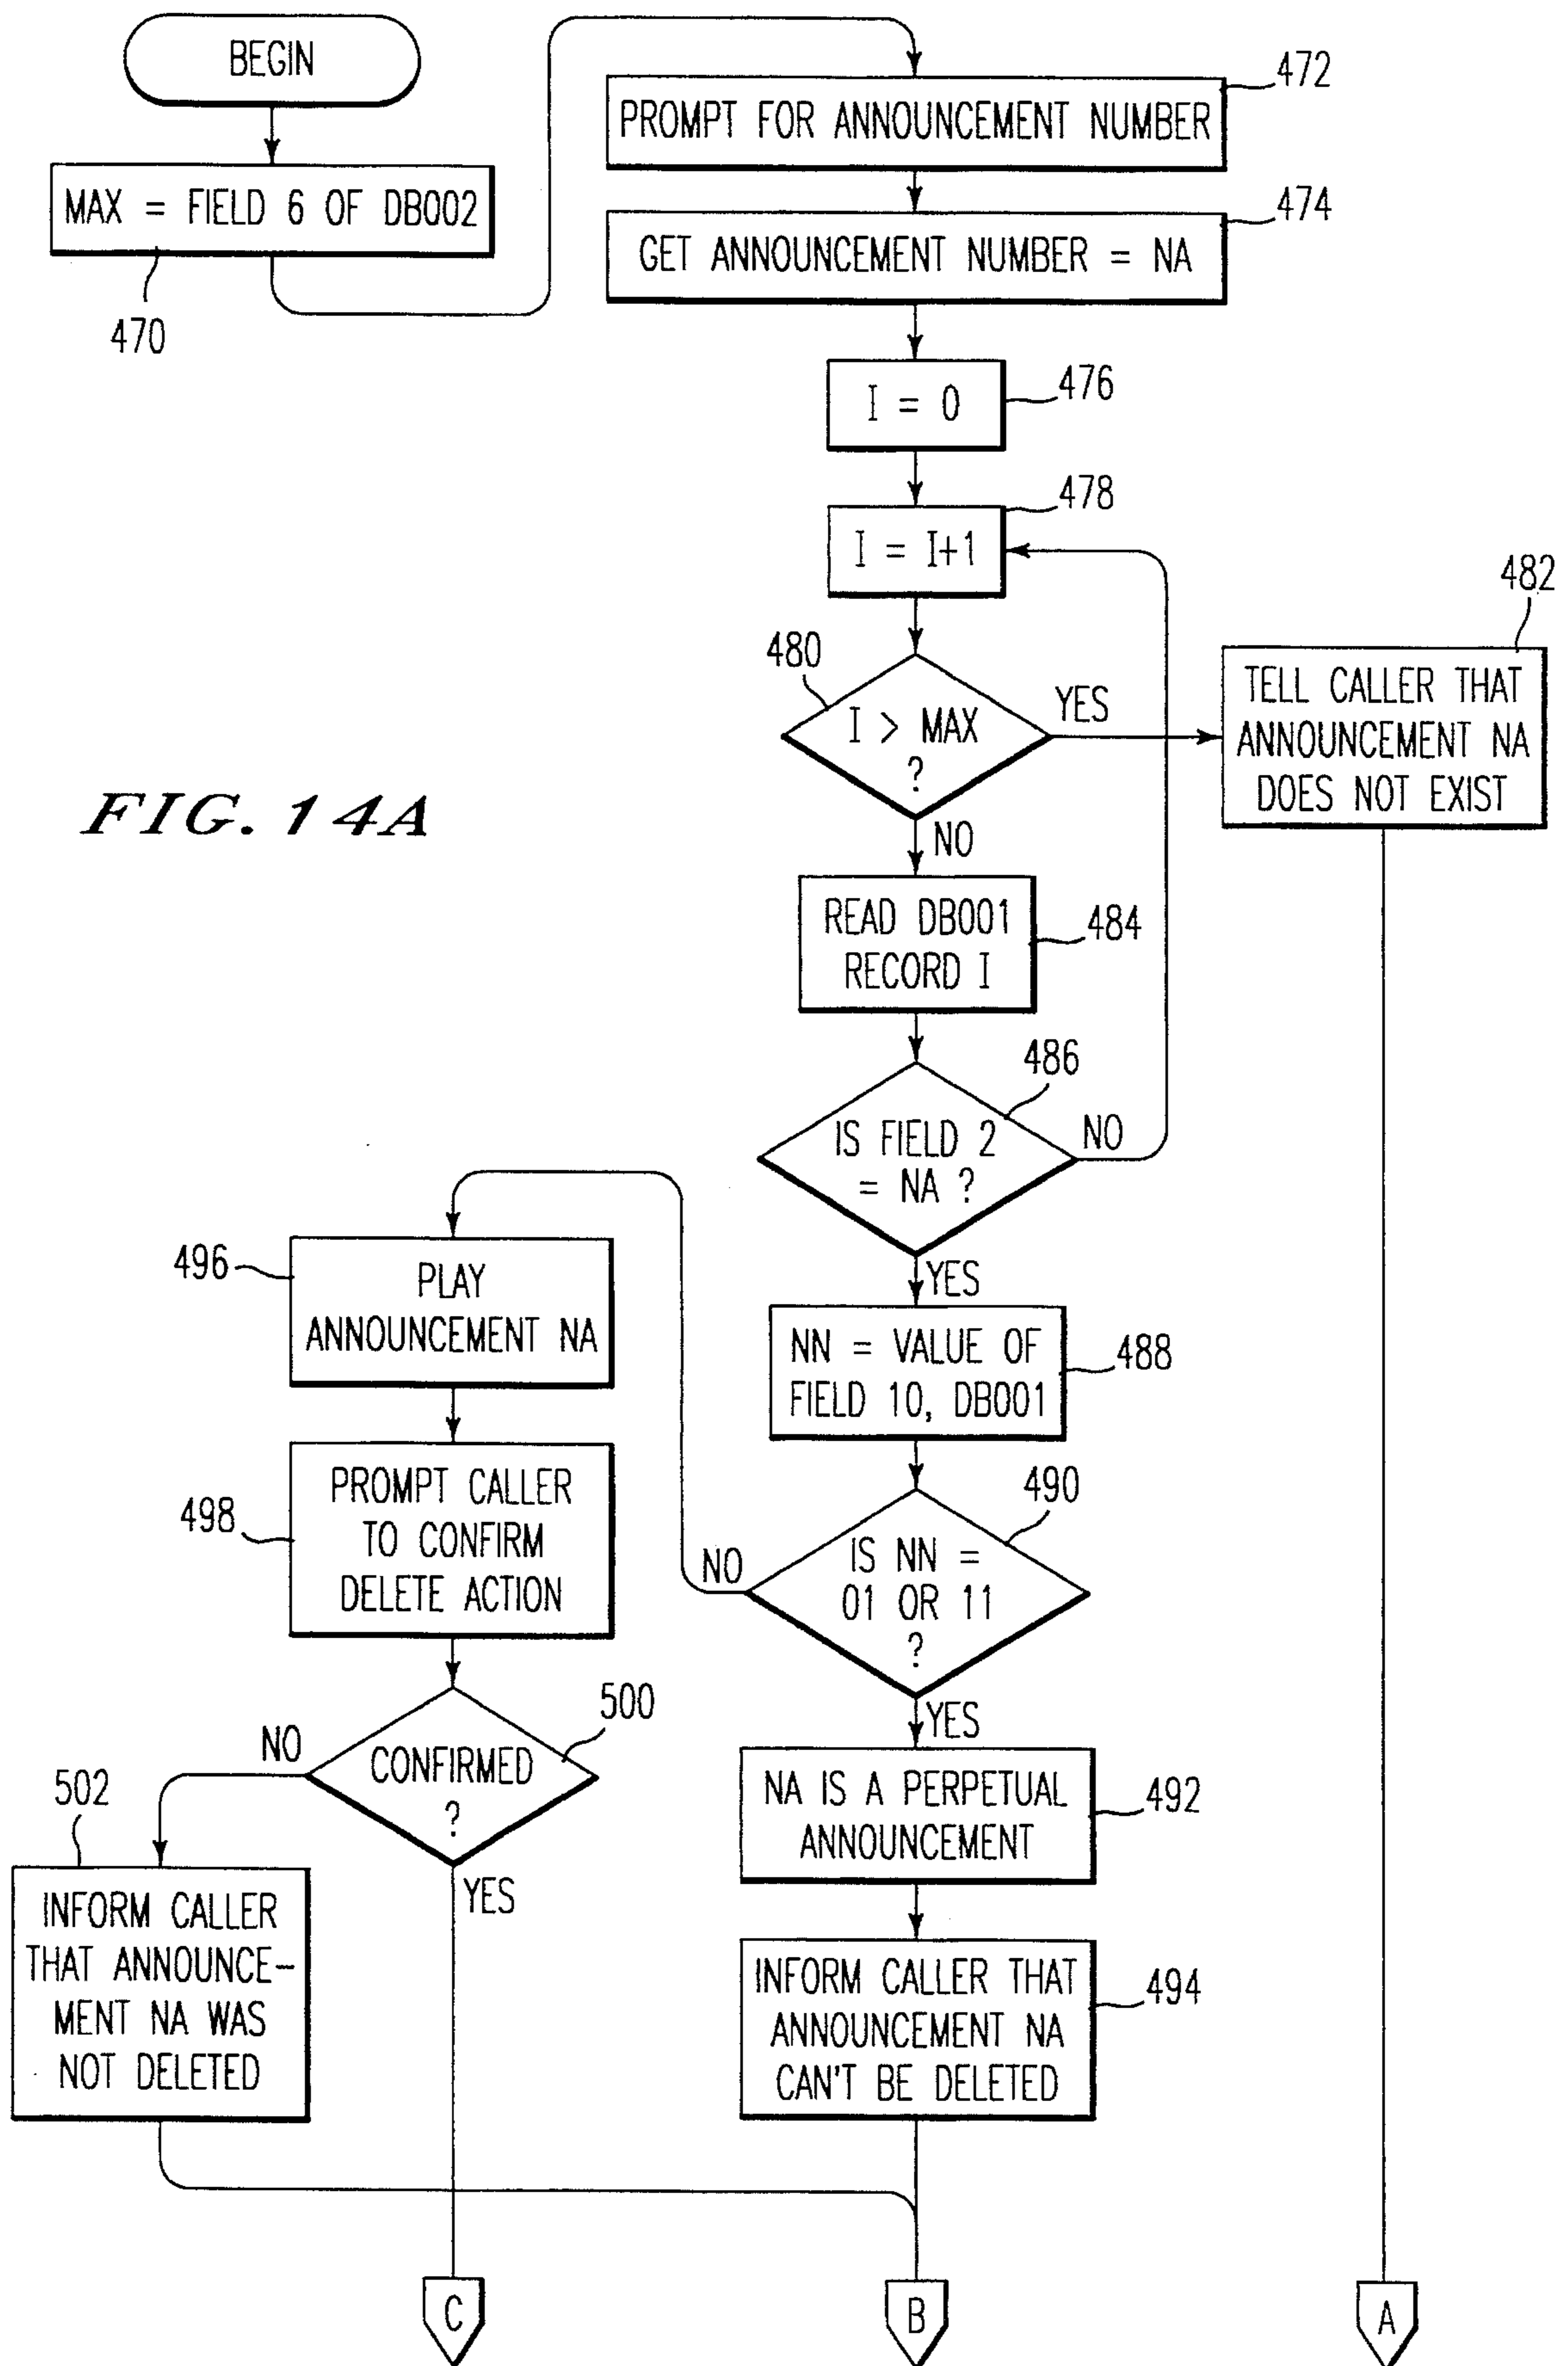 BEGIN
MAX = FIELD 6 OF DB002
470
PROMPT FOR ANNOUNCEMENT NUMBER
472
GET ANNOUNCEMENT NUMBER = NA
474
I = 0
476
I = I+1
478
480
I > MAX
?
YES
NO
482
TELL CALLER THAT
ANNOUNCEMENT NA
DOES NOT EXIST
FIG. 14A
READ DB001
RECORD I
484
486
IS FIELD 2
= NA ?
NO
YES
NN = VALUE OF
FIELD 10, DB001
488
490
IS NN =
01 OR 11
?
NO
YES
NA IS A PERPETUAL
ANNOUNCEMENT
492
INFORM CALLER THAT
ANNOUNCEMENT NA
CAN'T BE DELETED
494
496
PLAY
ANNOUNCEMENT NA
498
PROMPT CALLER
TO CONFIRM
DELETE ACTION
500
CONFIRMED
?
NO
YES
502
INFORM CALLER
THAT ANNOUNCE-
MENT NA WAS
NOT DELETED
C
B
A